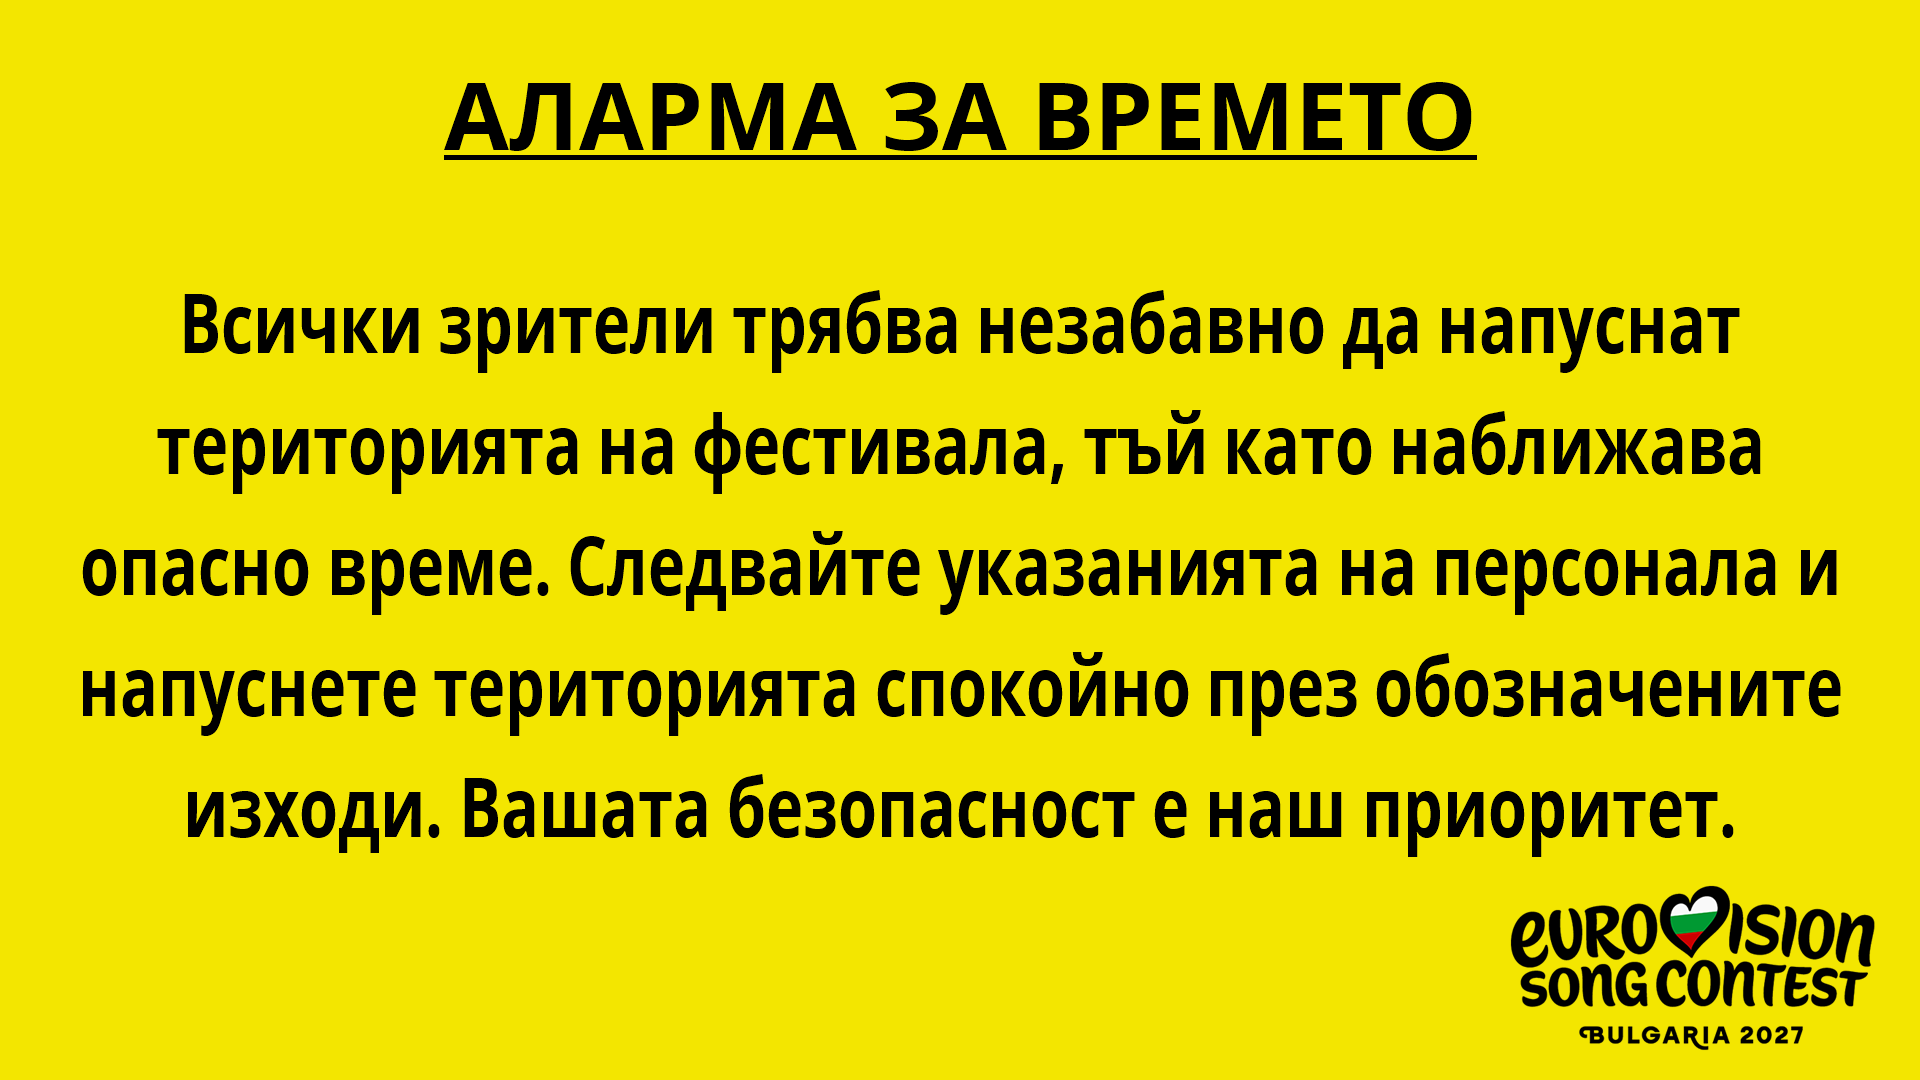 АЛАРМА ЗА ВРЕМЕТО
Всички зрители трябва незабавно да напуснат
територията на фестивала, тъй като наближава
опасно време. Следвайте указанията на персонала и
напуснете територията спокойно през обозначените
изходи. Вашата безопасност е наш приоритет.
EUROVISION
SONG CONTEST
BULGARIA 2027